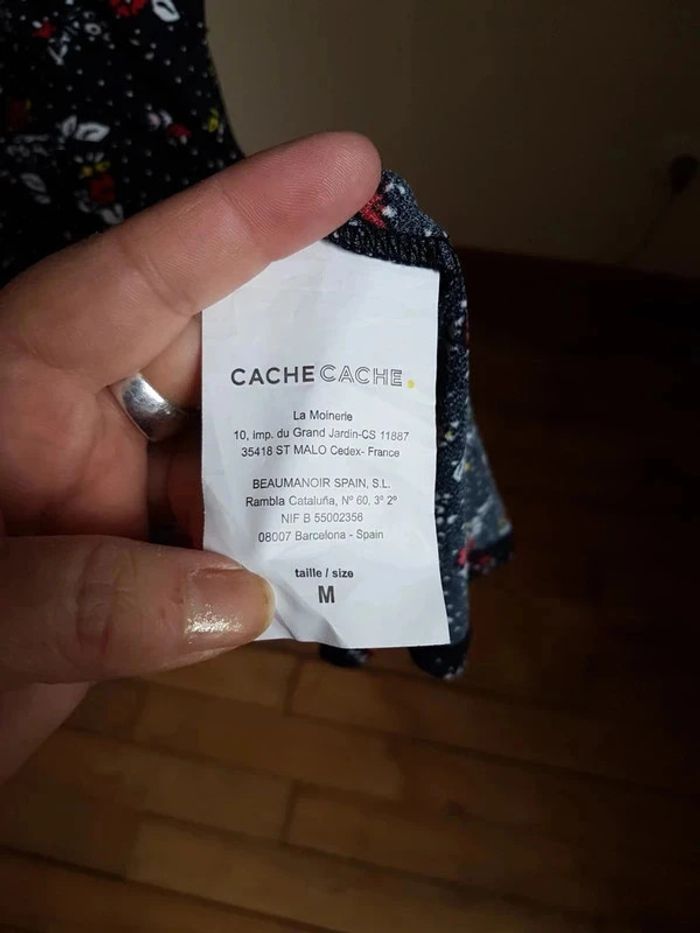 CACHE CACHE.
La Moinerie
10, imp. du Grand Jardin-CS 11887
35418 ST MALO Cedex- France
BEAUMANOIR SPAIN, S.L.
Rambla Cataluña, Nº 60, 3º 2º
NIF B 55002356
08007 Barcelona - Spain
taille / size
M